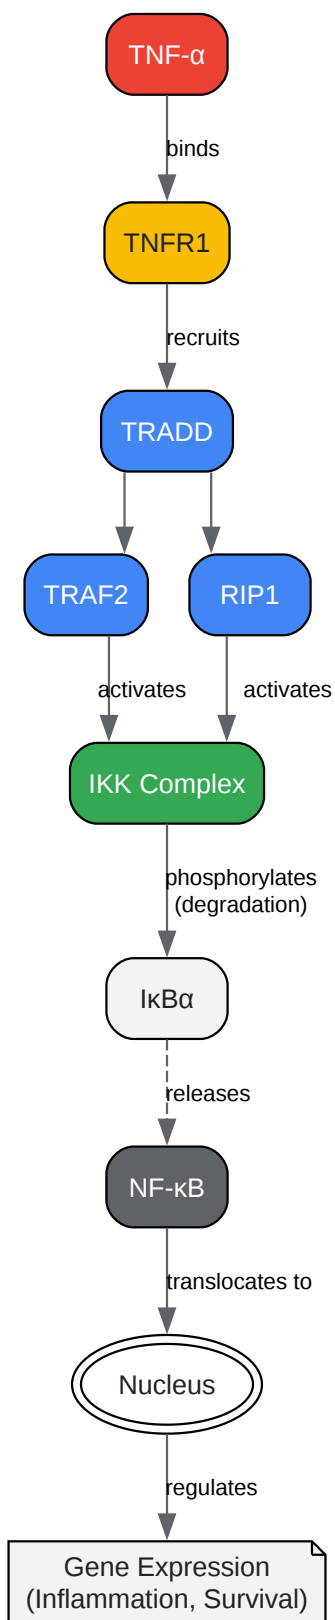 TNF-α
binds
TNFR1
recruits
TRADD
TRAF2
RIP1
activates
activates
IKK Complex
phosphorylates
(degradation)
IκBα
releases
NF-κB
translocates to
Nucleus
regulates
Gene Expression
(Inflammation, Survival)